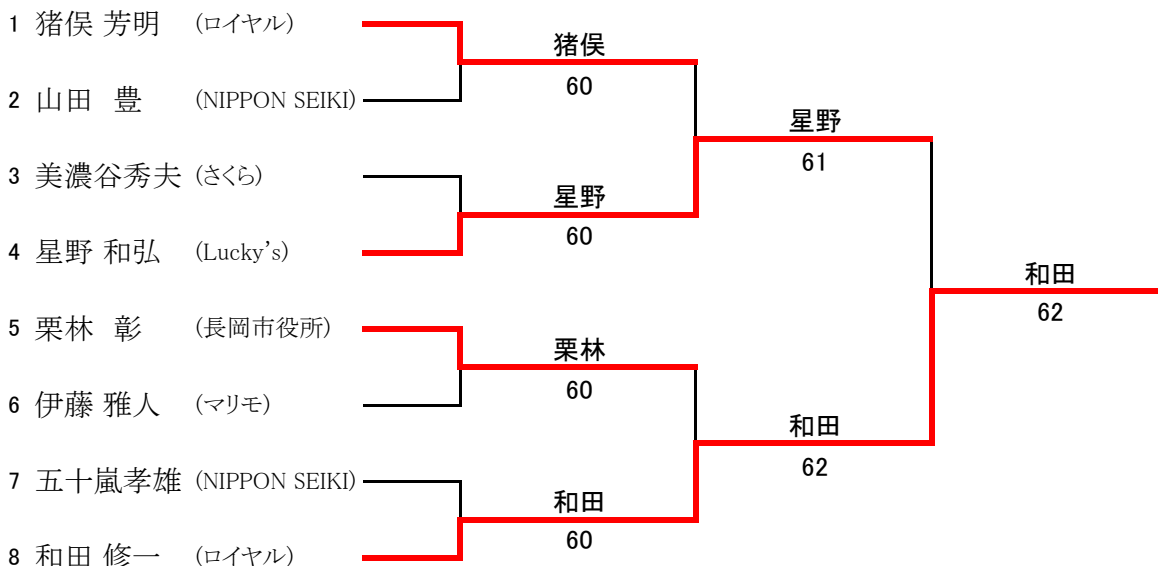 1 猪俣 芳明 (ロイヤル)
2 山田 豊 (NIPPON SEIKI)
3 美濃谷秀夫 (さくら)
4 星野 和弘 (Lucky's)
5 栗林 彰 (長岡市役所)
6 伊藤 雅人 (マリモ)
7 五十嵐孝雄 (NIPPON SEIKI)
8 和田 修一 (ロイヤル)
猪俣
60
星野
60
栗林
60
和田
60
星野
61
和田
62
和田
62